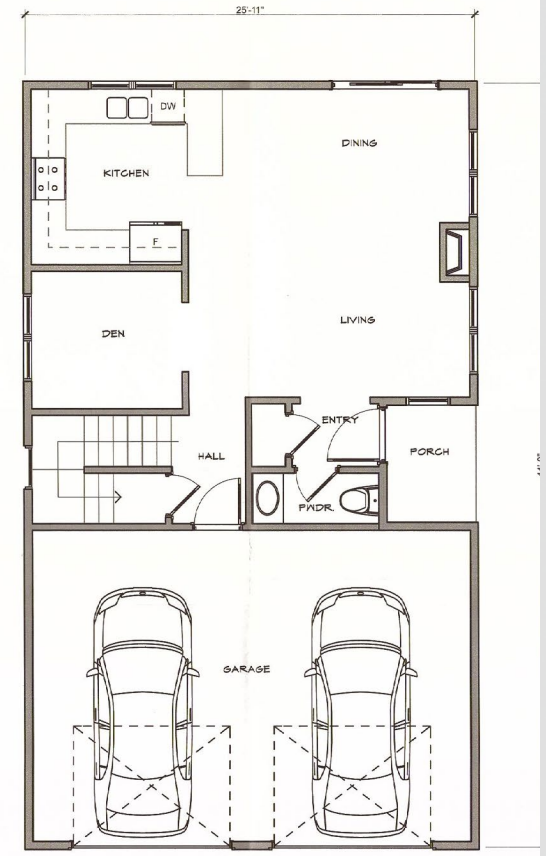 25'-11"
DW
DINING
KITCHEN
F
LIVING
DEN
ENTRY
HALL
PORCH
PWDR.
GARAGE